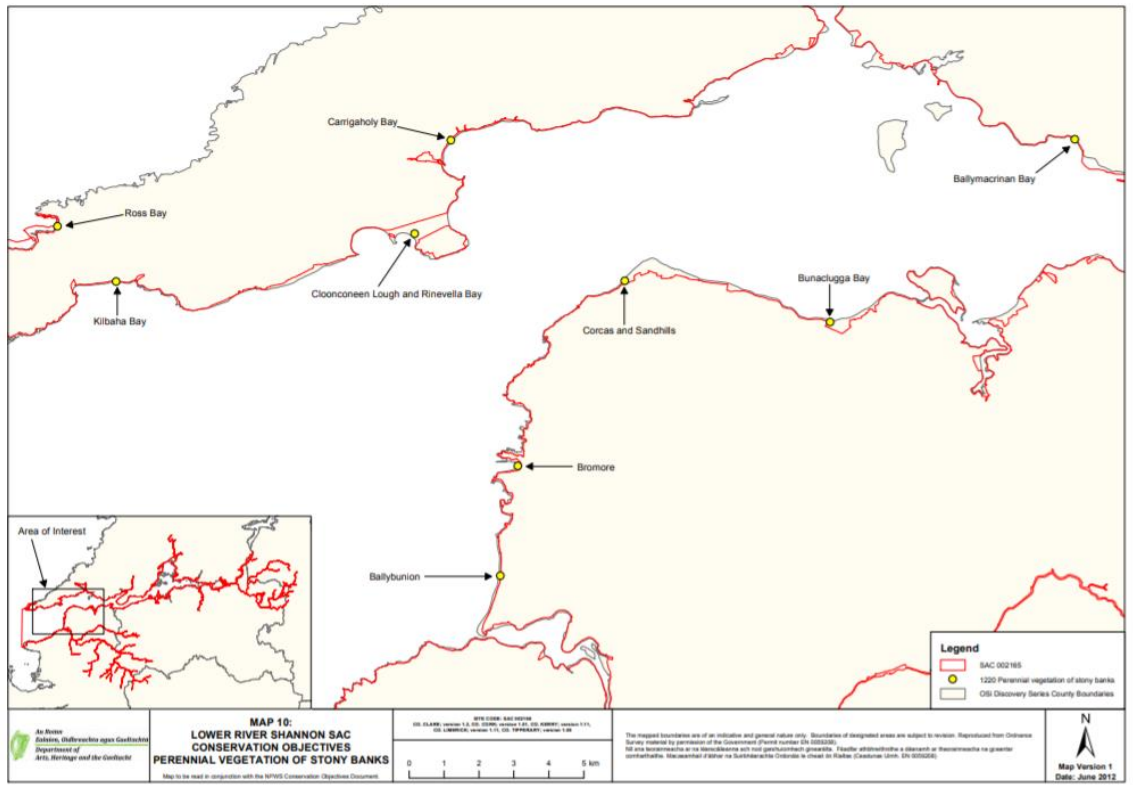 Carrigaholy Bay
Ballymacrinan Bay
Ross Bay
Bunaclugga Bay
Cloonconeen Lough and Rinevella Bay
Kilbaha Bay
Corcas and Sandhills
Bromore
Area of Interest
Ballybunion
Legend
SAC 002165
1220 Perennial vegetation of stony banks
OSI Discovery Series County Boundaries
An Roinn
Ealaíon, Oidhreachta agus Gaeltachta
Department of
Arts, Heritage and the Gaeltacht
MAP 10:
LOWER RIVER SHANNON SAC
CONSERVATION OBJECTIVES
PERENNIAL VEGETATION OF STONY BANKS
Map to be read in conjunction with the NPWS Conservation Objectives Document.
SITE CODE: SAC 002165
0 1 2 3 4 5 km
The mapped boundaries are of an indicative and general nature only. Boundaries of designated areas are subject to revision. Reproduced from Ordnance
Survey material by permission of the Government (Permit number EN 0059208)
N
Map Version 1
Date: June 2012